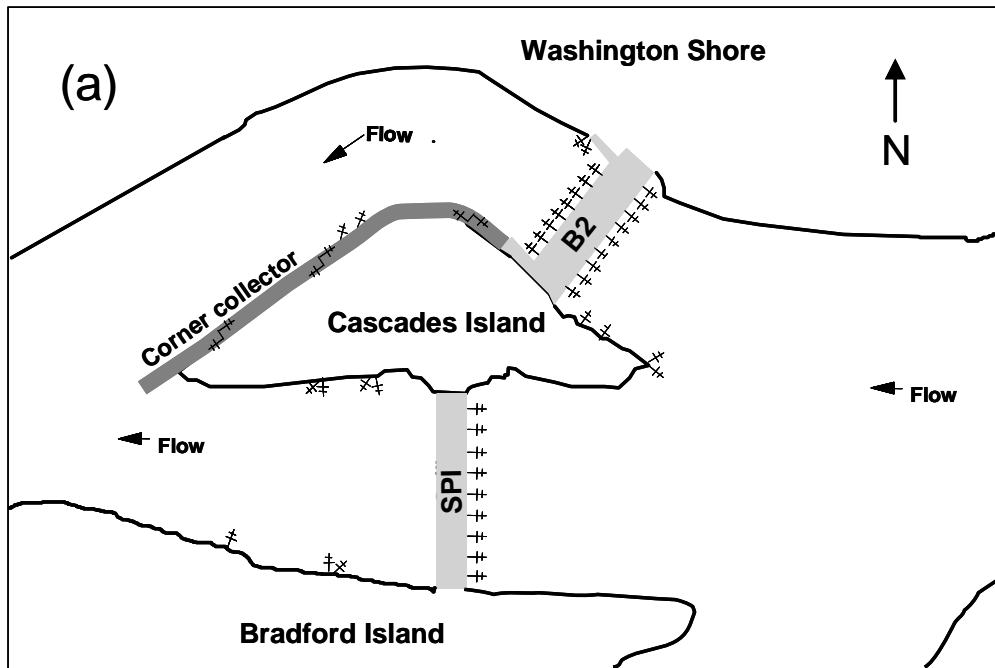 (a)
Washington Shore
N
Flow
B2
Corner collector
Cascades Island
Flow
Flow
SPI
Bradford Island